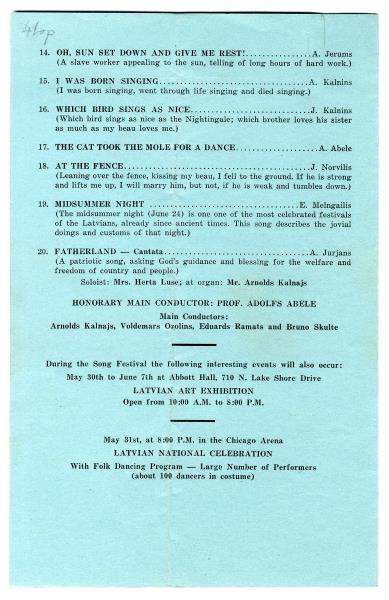 4 top
14. OH, SUN SET DOWN AND GIVE ME REST!................A. Jerums
(A slave worker appealing to the sun, telling of long hours of hard work.)
15. I WAS BORN SINGING....................................A. Kalnins
(I was born singing, went through life singing and died singing.)
16. WHICH BIRD SINGS AS NICE.............................J. Kalnins
(Which bird sings as nice as the Nightingale; which brother loves his sister
as much as my beau loves me.)
17. THE CAT TOOK THE MOLE FOR A DANCE....................A. Abele
18. AT THE FENCE...........................................J. Norvilis
(Leaning over the fence, kissing my beau, I fell to the ground. If he is strong
and lifts me up, I will marry him, but not, if he is weak and tumbles down.)
19. MIDSUMMER NIGHT ....................................E. Melngailis
(The midsummer night (June 24) is one one of the most celebrated festivals
of the Latvians, already since ancient times. This song describes the jovial
doings and customs of that night.)
20. FATHERLAND — Cantata...................................A. Jurjans
(A patriotic song, asking God's guidance and blessing for the welfare and
freedom of country and people.)
Soloist: Mrs. Herta Luse; at organ: Mr. Arnolds Kalnajs
HONORARY MAIN CONDUCTOR: PROF. ADOLFS ABELE
Main Conductors:
Arnolds Kalnajs, Voldemars Ozolins, Eduards Ramats and Bruno Skulte
During the Song Festival the following interesting events will also occur:
May 30th to June 7th at Abbott Hall, 710 N. Lake Shore Drive
LATVIAN ART EXHIBITION
Open from 10:00 A.M. to 8:00 P.M.
May 31st, at 8:00 P.M. in the Chicago Arena
LATVIAN NATIONAL CELEBRATION
With Folk Dancing Program — Large Number of Performers
(about 100 dancers in costume)